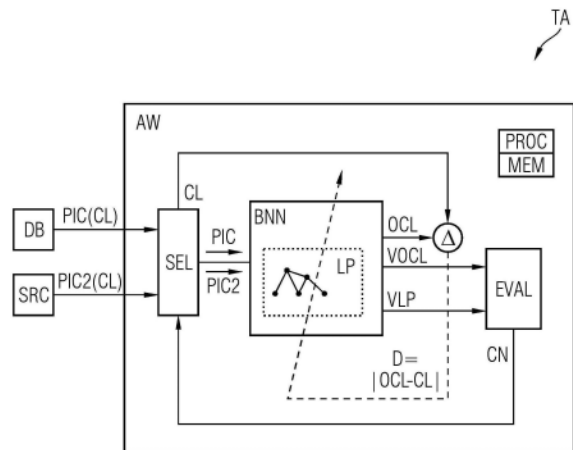 TA
AW
PROC
MEM
CL
DB
PIC(CL)
SRC
PIC2(CL)
SEL
PIC
PIC2
BNN
LP
OCL
Δ
VOCL
VLP
EVAL
D=
|OCL-CL|
CN